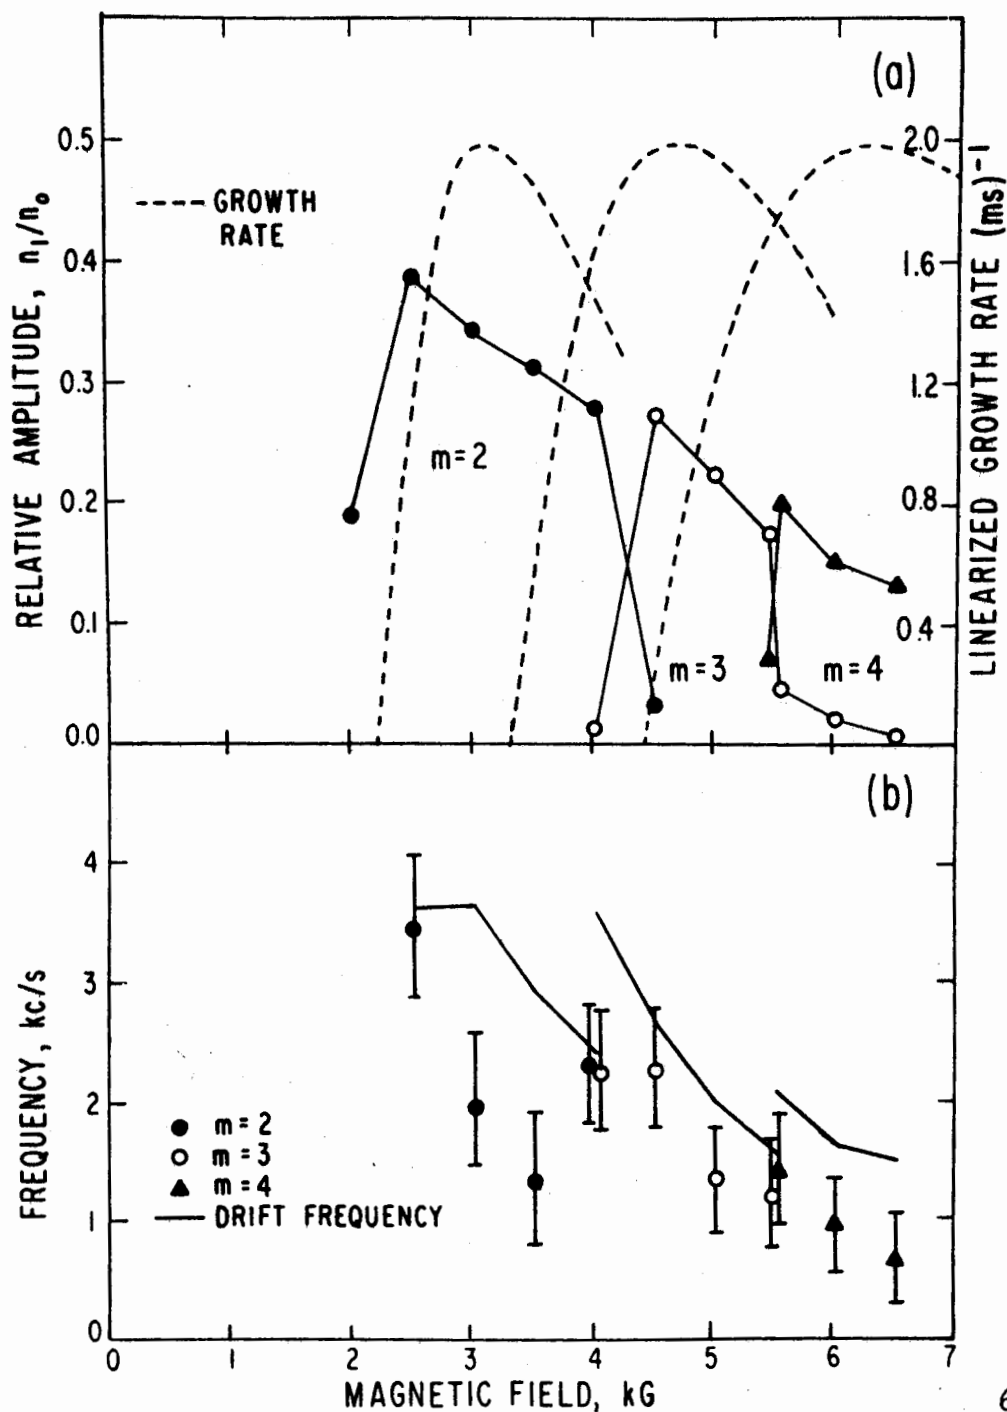 (a)
0.5
0.4
0.3
0.2
0.1
0.0
RELATIVE AMPLITUDE, n₁/n₀
---- GROWTH
RATE
m=2
m=3
m=4
2.0
1.6
1.2
0.8
0.4
LINEARIZED GROWTH RATE (ms)⁻¹
(b)
4
3
2
1
0
FREQUENCY, kc/s
● m=2
○ m=3
▲ m=4
— DRIFT FREQUENCY
0 1 2 3 4 5 6 7
MAGNETIC FIELD, kG